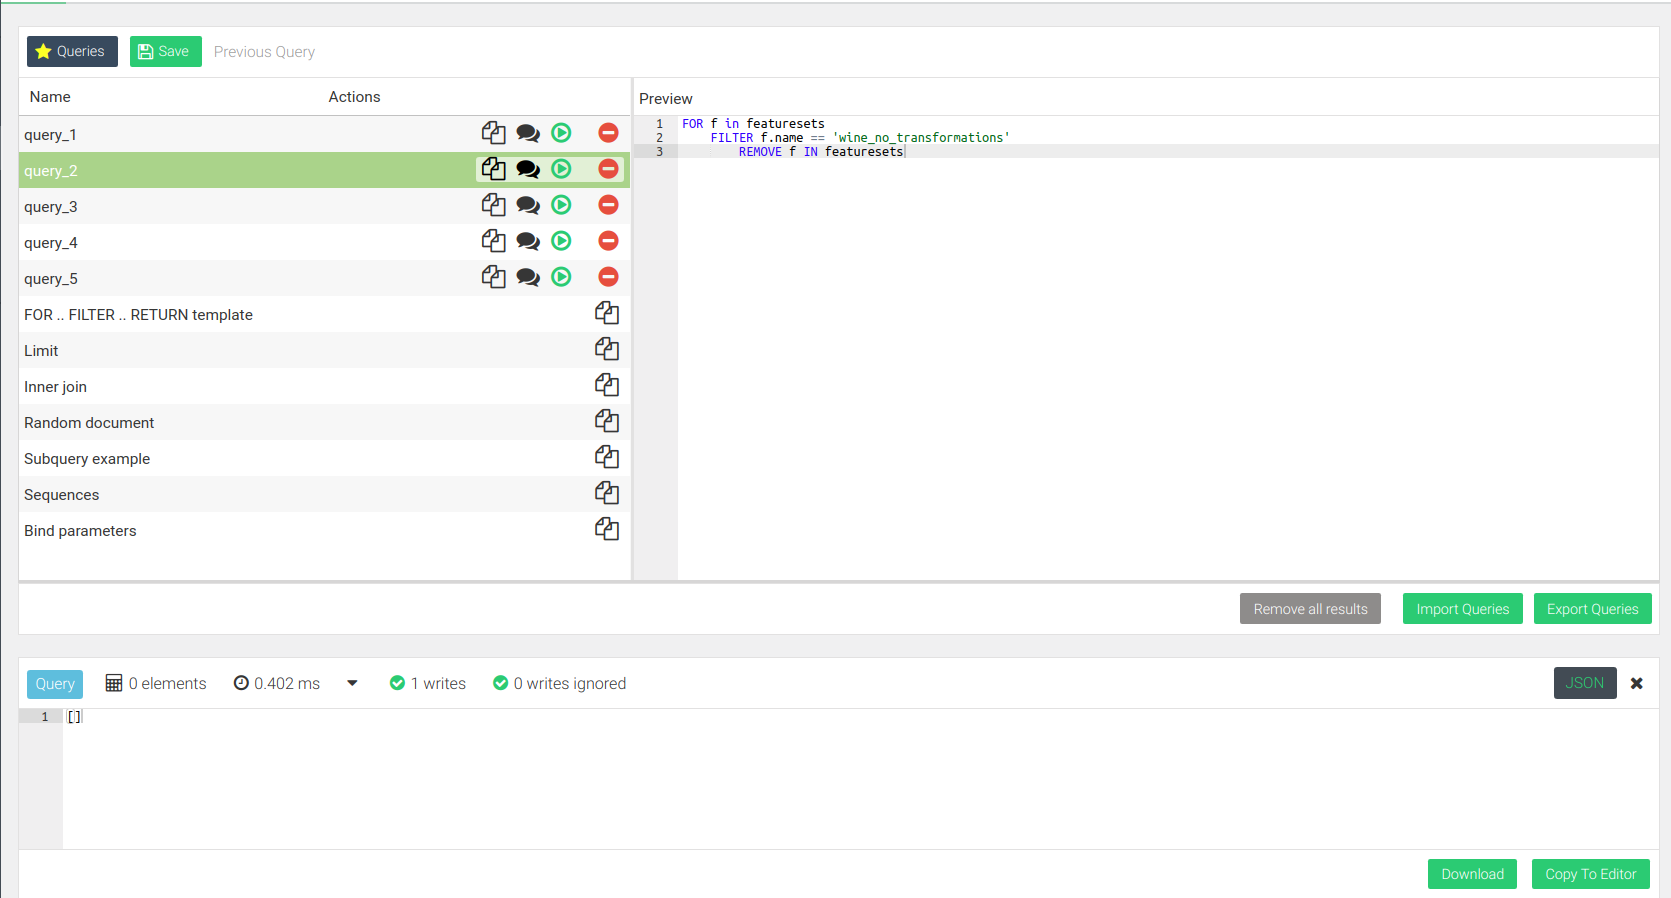 Queries Save Previous Query
Name Actions
Preview
query_1
query_2
query_3
query_4
query_5
FOR .. FILTER .. RETURN template
Limit
Inner join
Random document
Subquery example
Sequences
Bind parameters
1 FOR f in featuresets
2 FILTER f.name == 'wine_no_transformations'
3 REMOVE f IN featuresets
Remove all results Import Queries Export Queries
Query 0 elements 0.402 ms 1 writes 0 writes ignored JSON
1 []
Download Copy To Editor